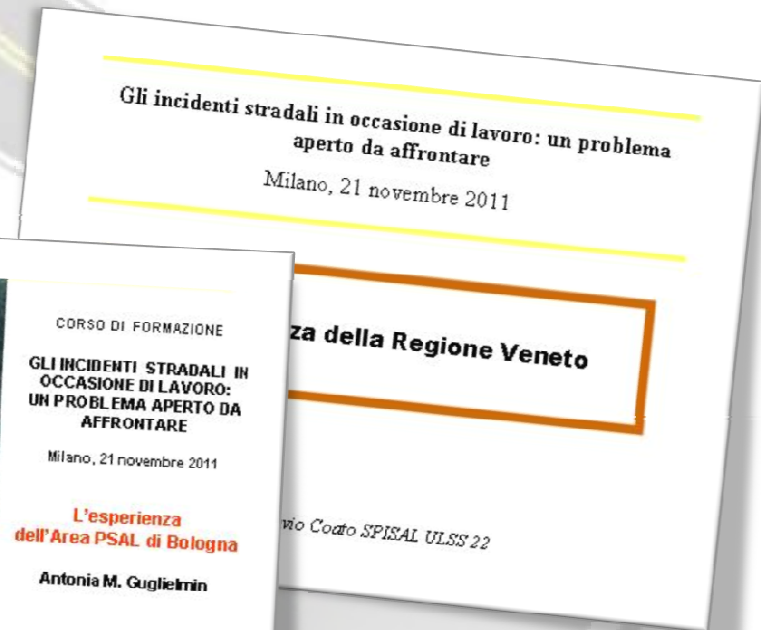 Gli incidenti stradali in occasione di lavoro: un problema
aperto da affrontare
Milano, 21 novembre 2011
za della Regione Veneto
vio Coato SPISAL ULSS 22
CORSO DI FORMAZIONE
GLI INCIDENTI STRADALI IN
OCCASIONE DI LAVORO:
UN PROBLEMA APERTO DA
AFFRONTARE
Milano, 21 novembre 2011
L'esperienza
dell'Area PSAL di Bologna
Antonia M. Guglielmin